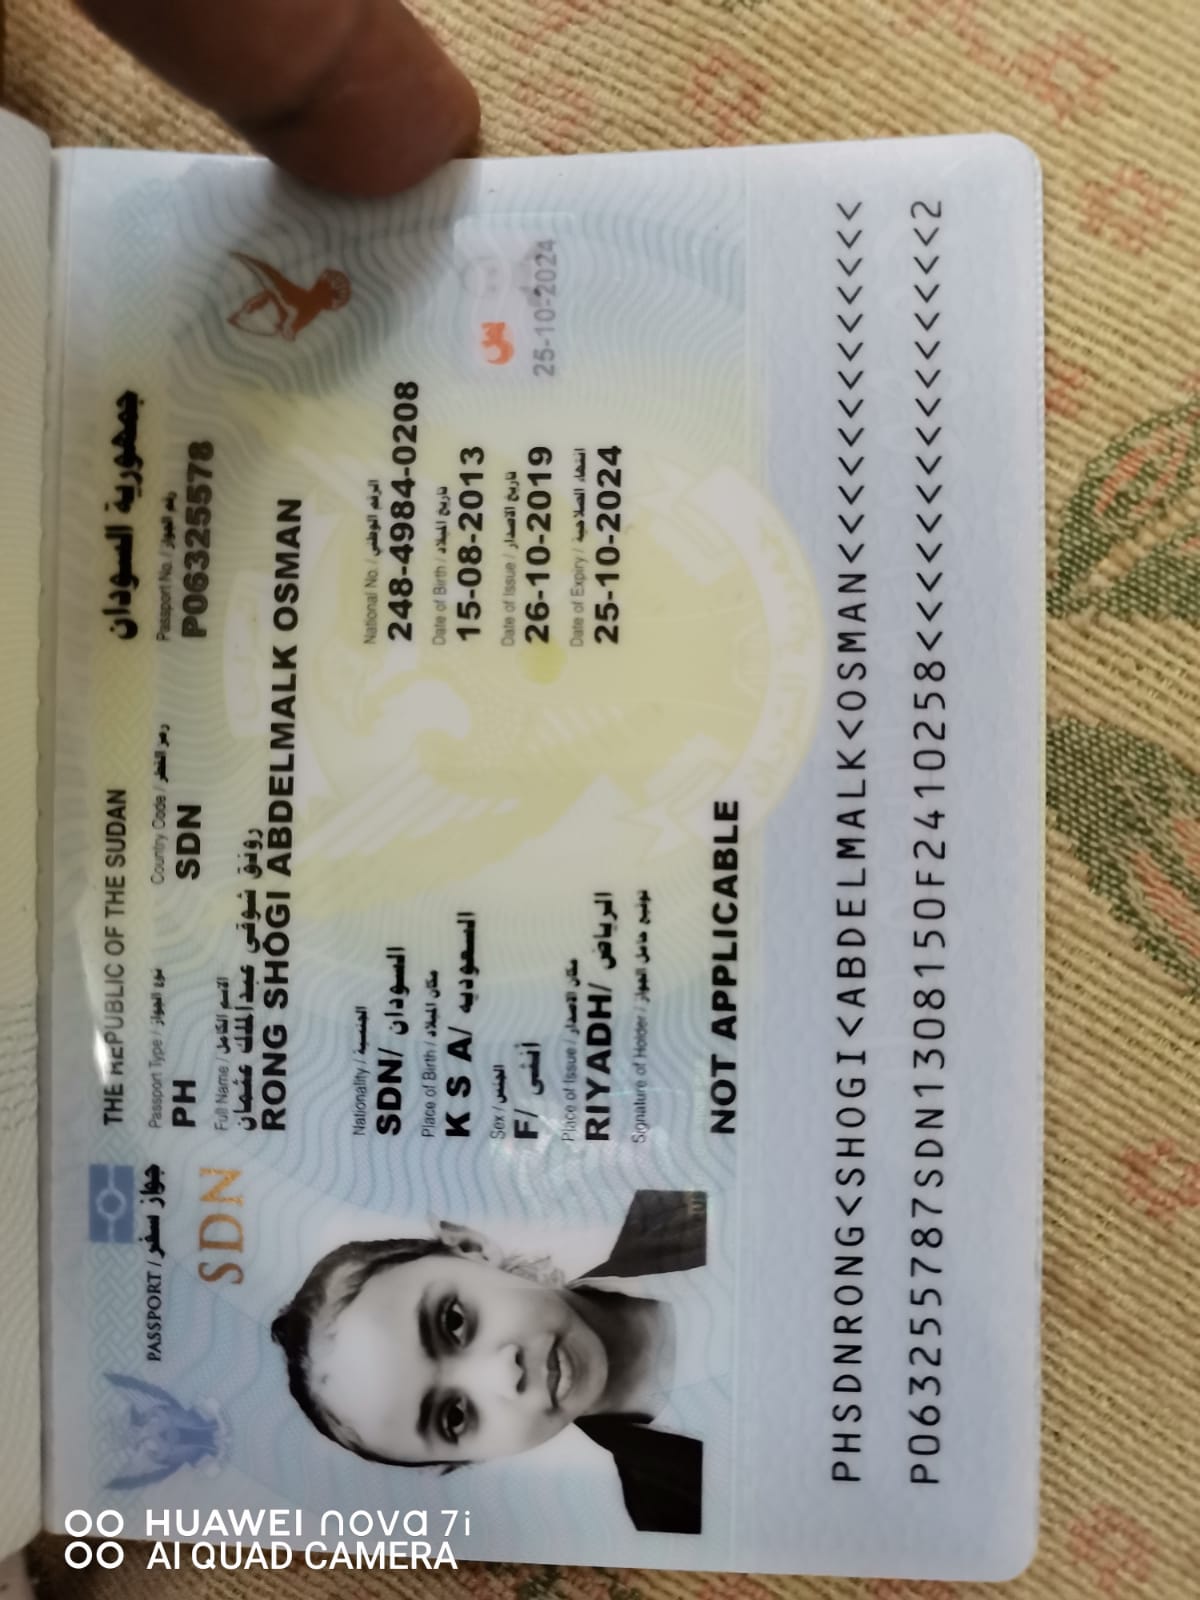 جمهورية السودان
THE REPUBLIC OF THE SUDAN
PASSPORT / جواز سفر
Passport Type / نوع الجواز
Country Code / رمز القطر
Passport No. / رقم الجواز
PH
SDN
P06325578
SDN
Full Name / الاسم الكامل
رونق شوقي عبدالملك عثمان
RONG SHOGI ABDELMALK OSMAN
Nationality / الجنسية
National No. / الرقم الوطني
SDN/ السودان
248-4984-0208
Place of Birth / مكان الميلاد
Date of Birth / تاريخ الميلاد
K S A/ السعوديه
15-08-2013
Sex / الجنس
Date of Issue / تاريخ الاصدار
F/ أنثى
26-10-2019
25-10-2024
Place of Issue / مكان الاصدار
Date of Expiry / انتهاء الصلاحية
RIYADH/ الرياض
25-10-2024
Signature of Holder / توقيع حامل الجواز
NOT APPLICABLE
PHSDNRONG<SHOGI<ABDELMALK<OSMAN<<<<<<<<<<<<<
P063255787SDN1308150F2410258<<<<<<<<<<<<<<<2
HUAWEI nova 7i
AI QUAD CAMERA